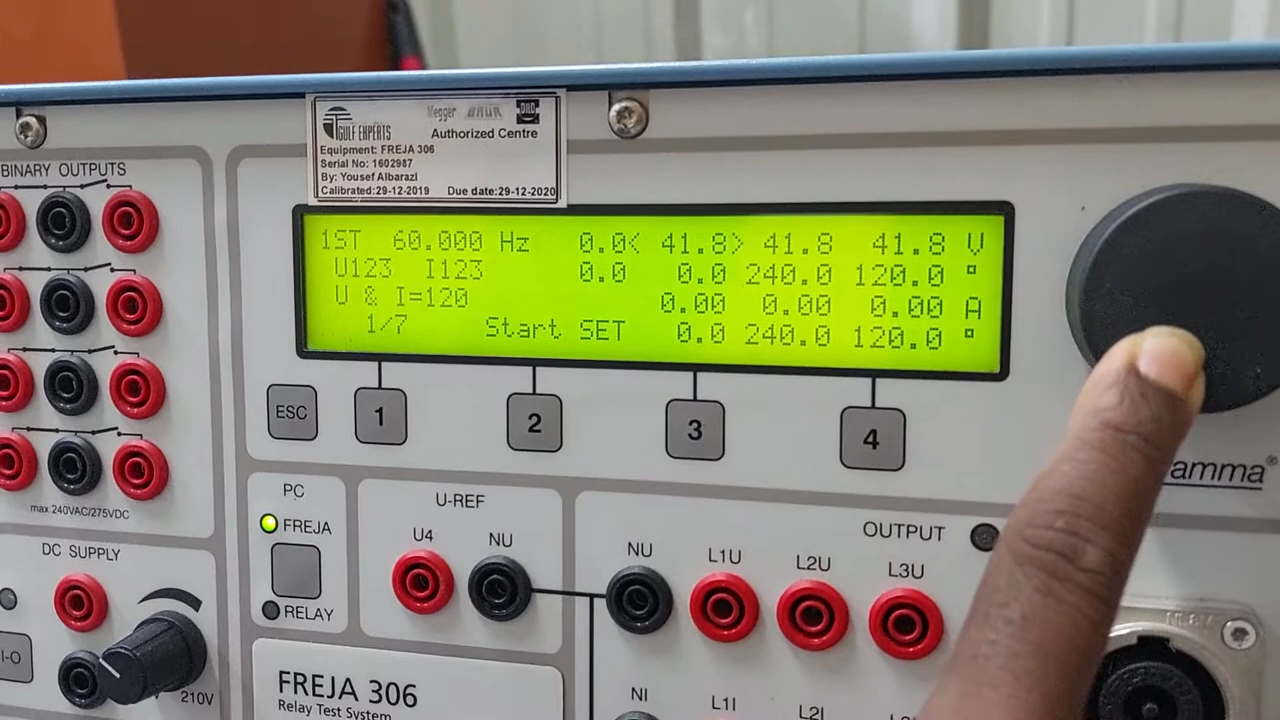 BINARY OUTPUTS
max.240VAC/275VDC
DC SUPPLY
I-O
210V
GULF EXPERTS
Megger BAUR DILO
Authorized Centre
Equipment: FREJA 306
Serial No: 1602987
By: Yousef Albarazi
Calibrated:29-12-2019 Due date:29-12-2020
1ST 60.000 Hz 0.0< 41.8> 41.8 41.8 V
U123 I123 0.0 0.0 240.0 120.0 °
U & I=120 0.00 0.00 0.00 A
1/7 Start SET 0.0 240.0 120.0 °
ESC 1 2 3 4
amma®
PC
FREJA
RELAY
U-REF
U4 NU
OUTPUT
NU L1U L2U L3U
NI L1I L2I
FREJA 306
Relay Test System